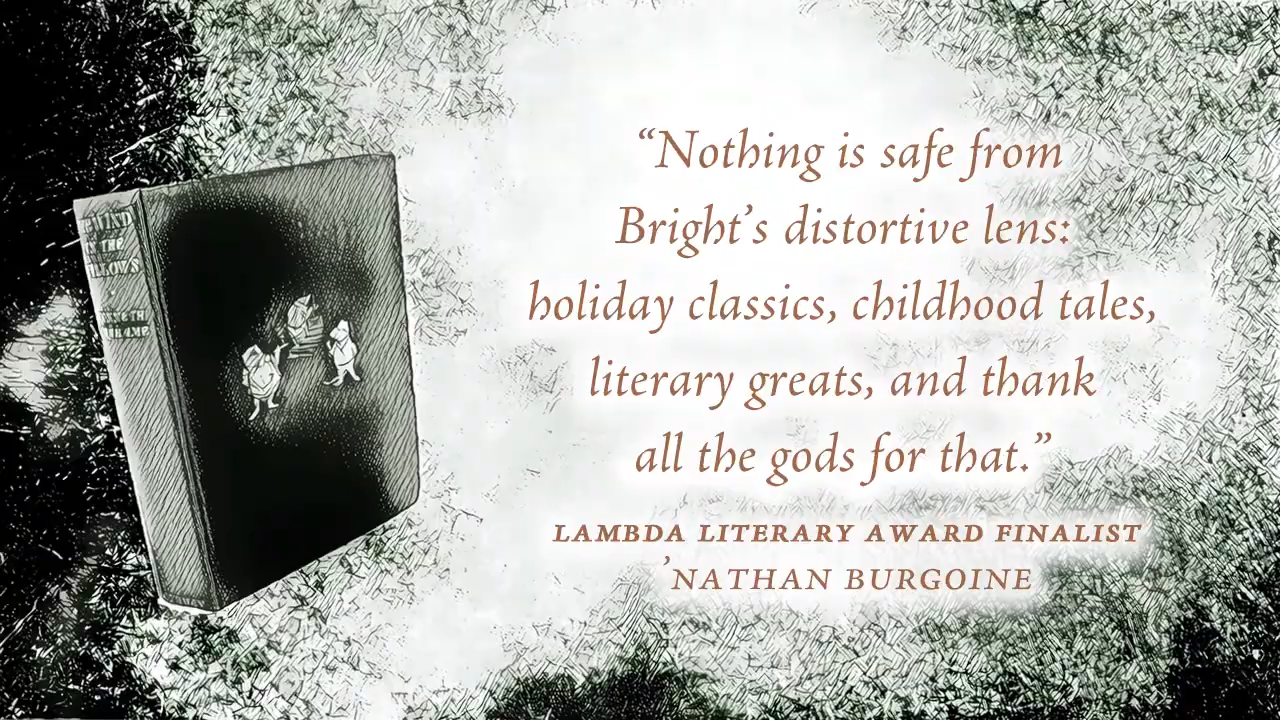 “Nothing is safe from
Bright’s distortive lens:
holiday classics, childhood tales,
literary greats, and thank
all the gods for that.”
LAMBDA LITERARY AWARD FINALIST
’NATHAN BURGOINE